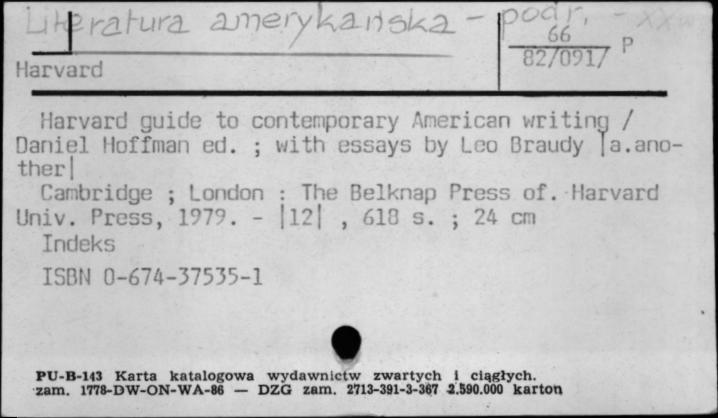 Literatura amerykańska - podr. - XX w
66
82/091/ P
Harvard
Harvard guide to contemporary American writing /
Daniel Hoffman ed. ; with essays by Leo Braudy |a.ano-
ther|
Cambridge ; London : The Belknap Press of. Harvard
Univ. Press, 1979. - |12| , 618 s. ; 24 cm
Indeks
ISBN 0-674-37535-1
PU-B-143 Karta katalogowa wydawnictw zwartych i ciągłych.
zam. 1778-DW-ON-WA-86 — DZG zam. 2713-391-3-367 2.590.000 karton